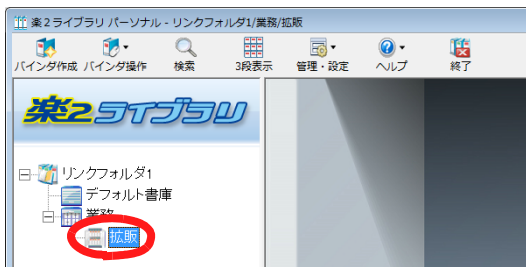 楽2ライブラリ パーソナル - リンクフォルダ1/業務/拡販
バインダ作成 バインダ操作 検索 3段表示 管理・設定 ヘルプ 終了
楽2ライブラリ
リンクフォルダ1
デフォルト書庫
業務
拡販